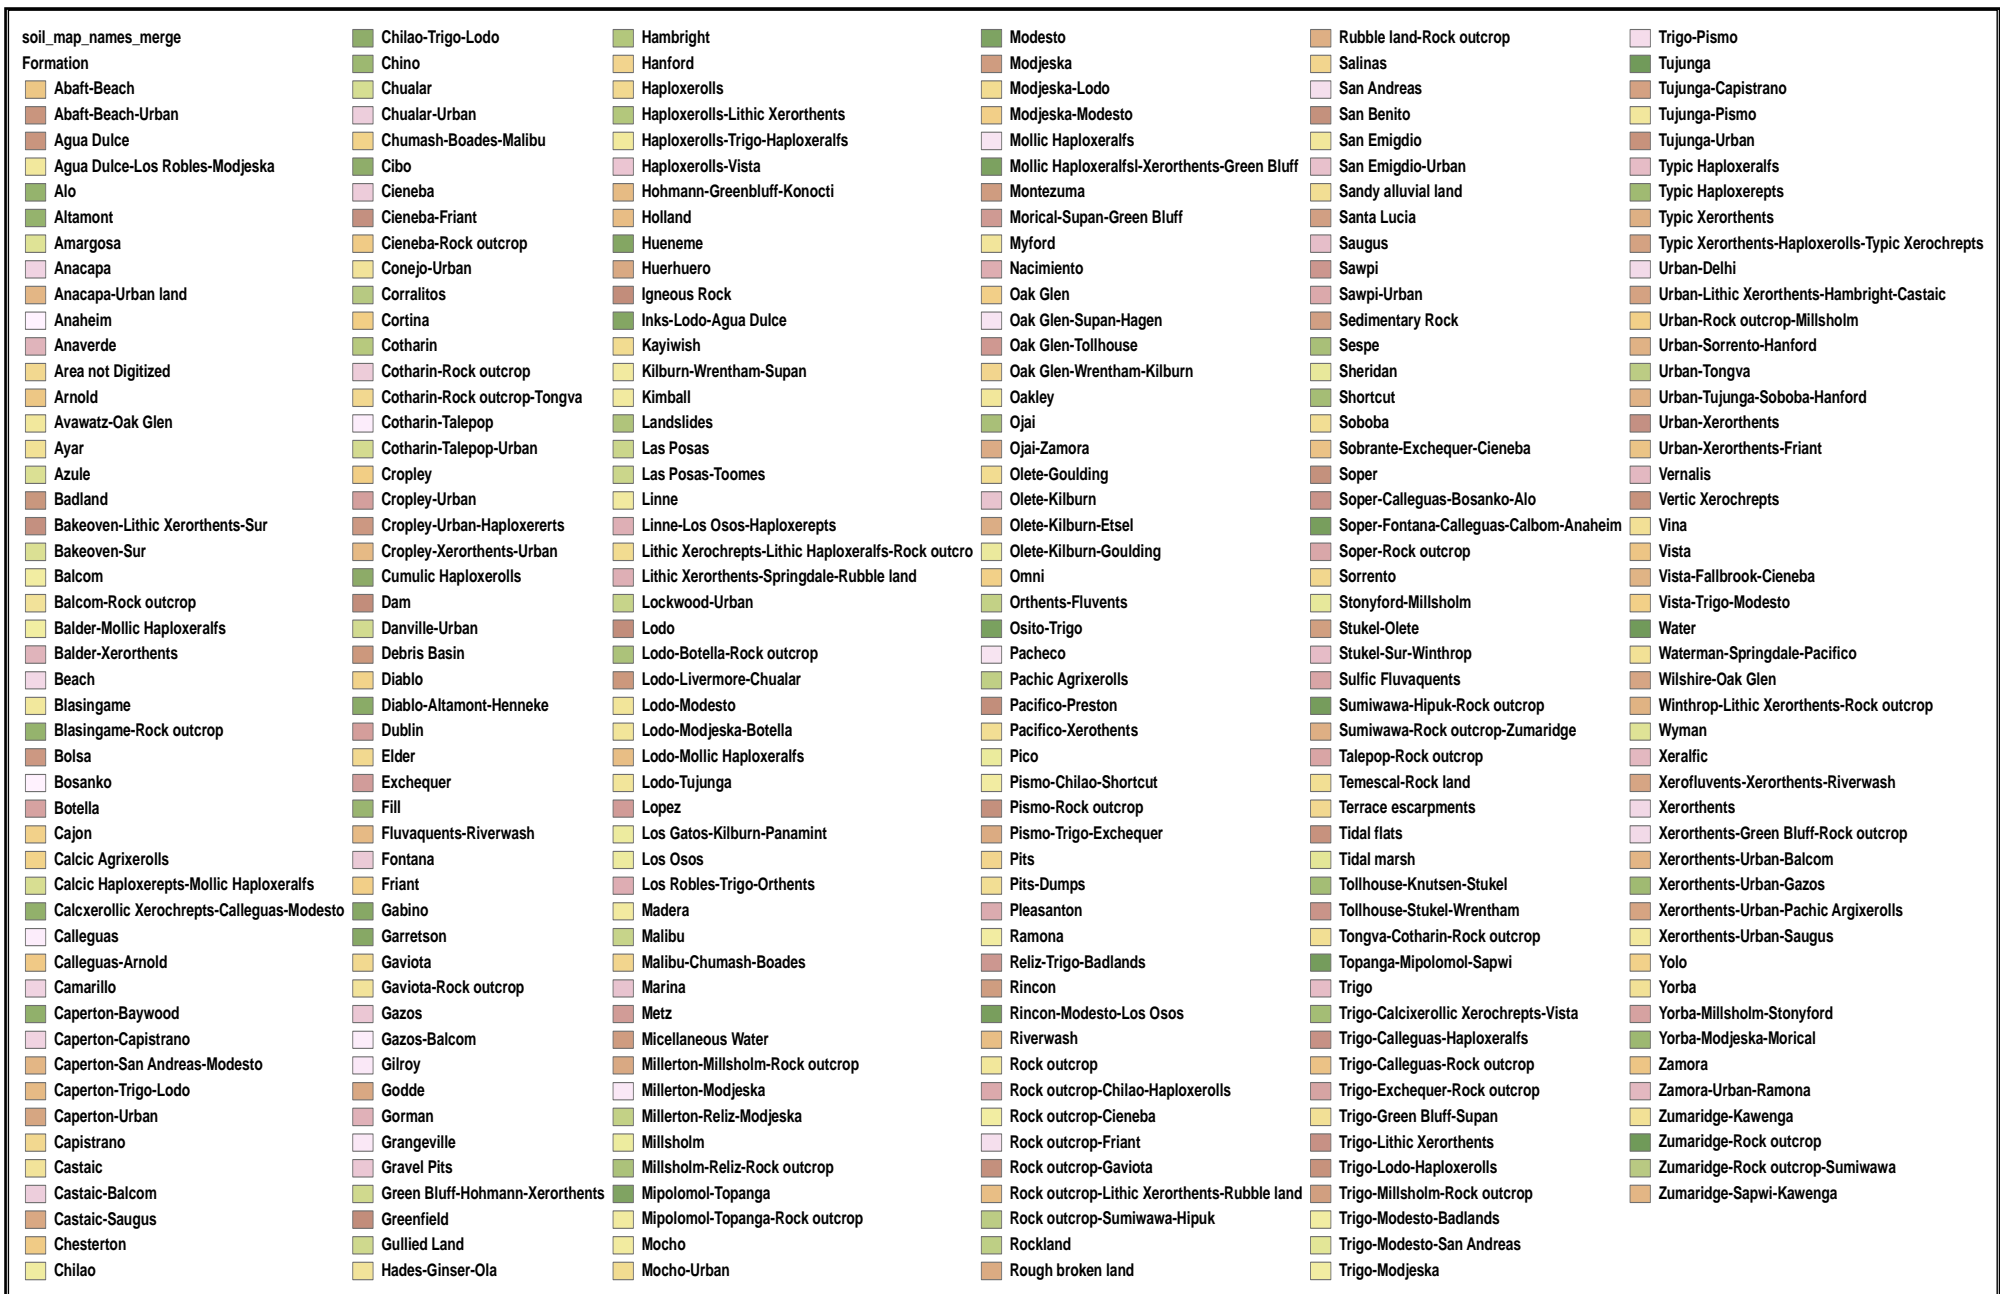 soil_map_names_merge
Formation
Abaft-Beach
Abaft-Beach-Urban
Agua Dulce
Agua Dulce-Los Robles-Modjeska
Alo
Altamont
Amargosa
Anacapa
Anacapa-Urban land
Anaheim
Anaverde
Area not Digitized
Arnold
Avawatz-Oak Glen
Ayar
Azule
Badland
Bakeoven-Lithic Xerorthents-Sur
Bakeoven-Sur
Balcom
Balcom-Rock outcrop
Balder-Mollic Haploxeralfs
Balder-Xerorthents
Beach
Blasingame
Blasingame-Rock outcrop
Bolsa
Bosanko
Botella
Cajon
Calcic Agrixerolls
Calcic Haploxerepts-Mollic Haploxeralfs
Calcxerollic Xerochrepts-Calleguas-Modesto
Calleguas
Calleguas-Arnold
Camarillo
Caperton-Baywood
Caperton-Capistrano
Caperton-San Andreas-Modesto
Caperton-Trigo-Lodo
Caperton-Urban
Capistrano
Castaic
Castaic-Balcom
Castaic-Saugus
Chesterton
Chilao
Chilao-Trigo-Lodo
Chino
Chualar
Chualar-Urban
Chumash-Boades-Malibu
Cibo
Cieneba
Cieneba-Friant
Cieneba-Rock outcrop
Conejo-Urban
Corralitos
Cortina
Cotharin
Cotharin-Rock outcrop
Cotharin-Rock outcrop-Tongva
Cotharin-Talepop
Cotharin-Talepop-Urban
Cropley
Cropley-Urban
Cropley-Urban-Haploxererts
Cropley-Xerorthents-Urban
Cumulic Haploxerolls
Dam
Danville-Urban
Debris Basin
Diablo
Diablo-Altamont-Henneke
Dublin
Elder
Exchequer
Fill
Fluvaquents-Riverwash
Fontana
Friant
Gabino
Garretson
Gaviota
Gaviota-Rock outcrop
Gazos
Gazos-Balcom
Gilroy
Godde
Gorman
Grangeville
Gravel Pits
Green Bluff-Hohmann-Xerorthents
Greenfield
Gullied Land
Hades-Ginser-Ola
Hambright
Hanford
Haploxerolls
Haploxerolls-Lithic Xerorthents
Haploxerolls-Trigo-Haploxeralfs
Haploxerolls-Vista
Hohmann-Greenbluff-Konocti
Holland
Hueneme
Huerhuero
Igneous Rock
Inks-Lodo-Agua Dulce
Kayiwish
Kilburn-Wrentham-Supan
Kimball
Landslides
Las Posas
Las Posas-Toomes
Linne
Linne-Los Osos-Haploxerepts
Lithic Xerochrepts-Lithic Haploxeralfs-Rock outcro
Lithic Xerorthents-Springdale-Rubble land
Lockwood-Urban
Lodo
Lodo-Botella-Rock outcrop
Lodo-Livermore-Chualar
Lodo-Modesto
Lodo-Modjeska-Botella
Lodo-Mollic Haploxeralfs
Lodo-Tujunga
Lopez
Los Gatos-Kilburn-Panamint
Los Osos
Los Robles-Trigo-Orthents
Madera
Malibu
Malibu-Chumash-Boades
Marina
Metz
Micellaneous Water
Millerton-Millsholm-Rock outcrop
Millerton-Modjeska
Millerton-Reliz-Modjeska
Millsholm
Millsholm-Reliz-Rock outcrop
Mipolomol-Topanga
Mipolomol-Topanga-Rock outcrop
Mocho
Mocho-Urban
Modesto
Modjeska
Modjeska-Lodo
Modjeska-Modesto
Mollic Haploxeralfs
Mollic Haploxeralfsl-Xerorthents-Green Bluff
Montezuma
Morical-Supan-Green Bluff
Myford
Nacimiento
Oak Glen
Oak Glen-Supan-Hagen
Oak Glen-Tollhouse
Oak Glen-Wrentham-Kilburn
Oakley
Ojai
Ojai-Zamora
Olete-Goulding
Olete-Kilburn
Olete-Kilburn-Etsel
Olete-Kilburn-Goulding
Omni
Orthents-Fluvents
Osito-Trigo
Pacheco
Pachic Agrixerolls
Pacifico-Preston
Pacifico-Xerothents
Pico
Pismo-Chilao-Shortcut
Pismo-Rock outcrop
Pismo-Trigo-Exchequer
Pits
Pits-Dumps
Pleasanton
Ramona
Reliz-Trigo-Badlands
Rincon
Rincon-Modesto-Los Osos
Riverwash
Rock outcrop
Rock outcrop-Chilao-Haploxerolls
Rock outcrop-Cieneba
Rock outcrop-Friant
Rock outcrop-Gaviota
Rock outcrop-Lithic Xerorthents-Rubble land
Rock outcrop-Sumiwawa-Hipuk
Rockland
Rough broken land
Rubble land-Rock outcrop
Salinas
San Andreas
San Benito
San Emigdio
San Emigdio-Urban
Sandy alluvial land
Santa Lucia
Saugus
Sawpi
Sawpi-Urban
Sedimentary Rock
Sespe
Sheridan
Shortcut
Soboba
Sobrante-Exchequer-Cieneba
Soper
Soper-Calleguas-Bosanko-Alo
Soper-Fontana-Calleguas-Calbom-Anaheim
Soper-Rock outcrop
Sorrento
Stonyford-Millsholm
Stukel-Olete
Stukel-Sur-Winthrop
Sulfic Fluvaquents
Sumiwawa-Hipuk-Rock outcrop
Sumiwawa-Rock outcrop-Zumaridge
Talepop-Rock outcrop
Temescal-Rock land
Terrace escarpments
Tidal flats
Tidal marsh
Tollhouse-Knutsen-Stukel
Tollhouse-Stukel-Wrentham
Tongva-Cotharin-Rock outcrop
Topanga-Mipolomol-Sapwi
Trigo
Trigo-Calcixerollic Xerochrepts-Vista
Trigo-Calleguas-Haploxeralfs
Trigo-Calleguas-Rock outcrop
Trigo-Exchequer-Rock outcrop
Trigo-Green Bluff-Supan
Trigo-Lithic Xerorthents
Trigo-Lodo-Haploxerolls
Trigo-Millsholm-Rock outcrop
Trigo-Modesto-Badlands
Trigo-Modesto-San Andreas
Trigo-Modjeska
Trigo-Pismo
Tujunga
Tujunga-Capistrano
Tujunga-Pismo
Tujunga-Urban
Typic Haploxeralfs
Typic Haploxerepts
Typic Xerorthents
Typic Xerorthents-Haploxerolls-Typic Xerochrepts
Urban-Delhi
Urban-Lithic Xerorthents-Hambright-Castaic
Urban-Rock outcrop-Millsholm
Urban-Sorrento-Hanford
Urban-Tongva
Urban-Tujunga-Soboba-Hanford
Urban-Xerorthents
Urban-Xerorthents-Friant
Vernalis
Vertic Xerochrepts
Vina
Vista
Vista-Fallbrook-Cieneba
Vista-Trigo-Modesto
Water
Waterman-Springdale-Pacifico
Wilshire-Oak Glen
Winthrop-Lithic Xerorthents-Rock outcrop
Wyman
Xeralfic
Xerofluvents-Xerorthents-Riverwash
Xerorthents
Xerorthents-Green Bluff-Rock outcrop
Xerorthents-Urban-Balcom
Xerorthents-Urban-Gazos
Xerorthents-Urban-Pachic Argixerolls
Xerorthents-Urban-Saugus
Yolo
Yorba
Yorba-Millsholm-Stonyford
Yorba-Modjeska-Morical
Zamora
Zamora-Urban-Ramona
Zumaridge-Kawenga
Zumaridge-Rock outcrop
Zumaridge-Rock outcrop-Sumiwawa
Zumaridge-Sapwi-Kawenga